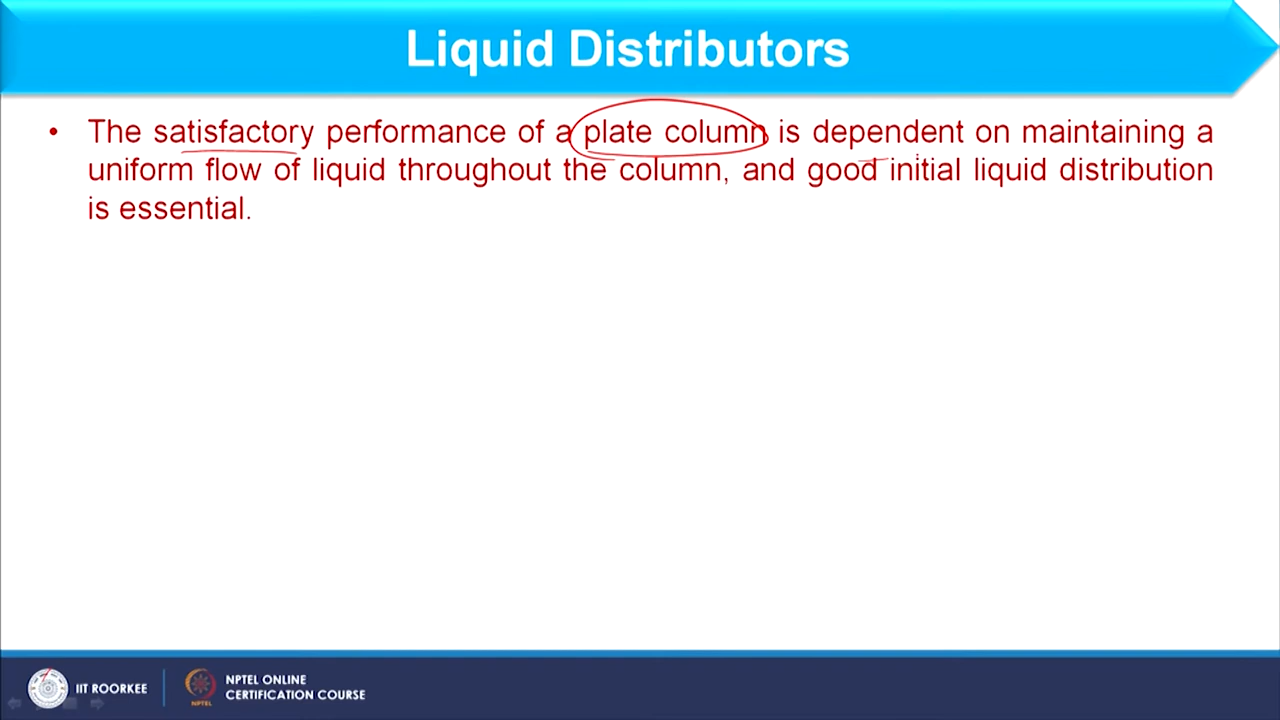 Liquid Distributors
• The satisfactory performance of a plate column is dependent on maintaining a
uniform flow of liquid throughout the column, and good initial liquid distribution
is essential.
IIT ROORKEE
NPTEL
NPTEL ONLINE
CERTIFICATION COURSE